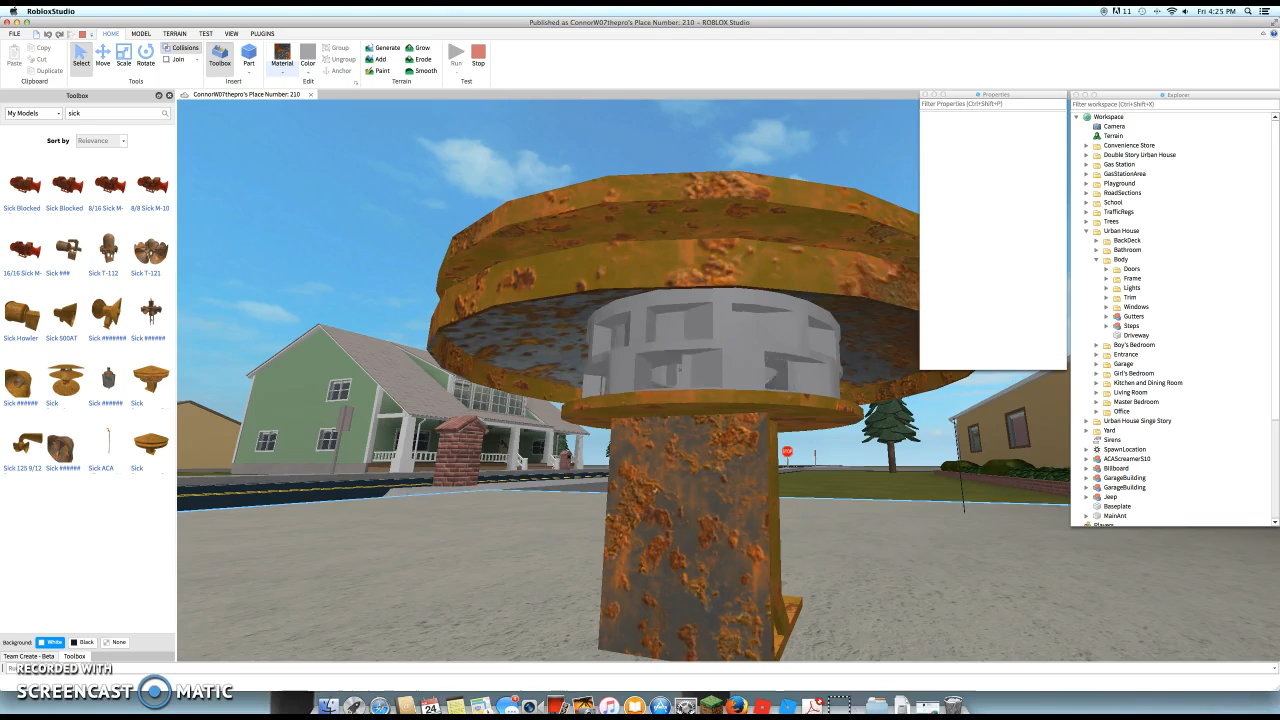 RobloxStudio
11
Fri 4:25 PM
Published as ConnorW07thepro's Place Number: 210 – ROBLOX Studio
FILE HOME MODEL TERRAIN TEST VIEW PLUGINS
Paste Copy Cut Duplicate
Select Move Scale Rotate Collisions Join
Toolbox Part
Material Color Group Ungroup Anchor
Generate Add Paint Grow Erode Smooth
Run Stop
Clipboard Tools Insert Edit Terrain Test
Toolbox
My Models sick
Sort by Relevance
Sick Blocked Sick Blocked 8/16 Sick M- 8/8 Sick M-10
16/16 Sick M- Sick ### Sick T-112 Sick T-121
Sick Howler Sick 500AT Sick ####### Sick ######
Sick ###### Sick Sick ###### Sick
Sick 125 9/12 Sick ###### Sick ACA Sick
Background: White Black None
Team Create - Beta Toolbox
RECORDED WITH
SCREENCAST MATIC
ConnorW07thepro's Place Number: 210
STOP
Properties
Filter Properties (Ctrl+Shift+P)
Explorer
Filter workspace (Ctrl+Shift+X)
Workspace
Camera
Terrain
Convenience Store
Double Story Urban House
Gas Station
GasStationArea
Playground
RoadSections
School
TrafficRegs
Trees
Urban House
BackDeck
Bathroom
Body
Doors
Frame
Lights
Trim
Windows
Gutters
Steps
Driveway
Boy's Bedroom
Entrance
Garage
Girl's Bedroom
Kitchen and Dining Room
Living Room
Master Bedroom
Office
Urban House Singe Story
Yard
Sirens
SpawnLocation
ACAScreamerS10
Billboard
GarageBuilding
GarageBuilding
Jeep
Baseplate
MainAnt
Players
24